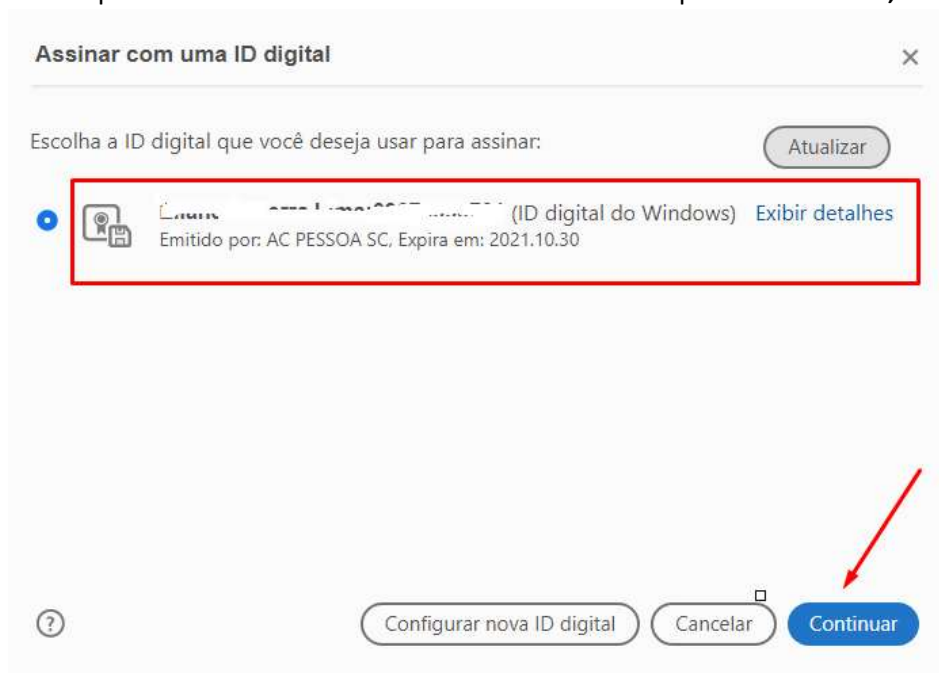 Assinar com uma ID digital
Escolha a ID digital que você deseja usar para assinar:
Atualizar
(ID digital do Windows) Exibir detalhes
Emitido por: AC PESSOA SC, Expira em: 2021.10.30
Configurar nova ID digital Cancelar Continuar